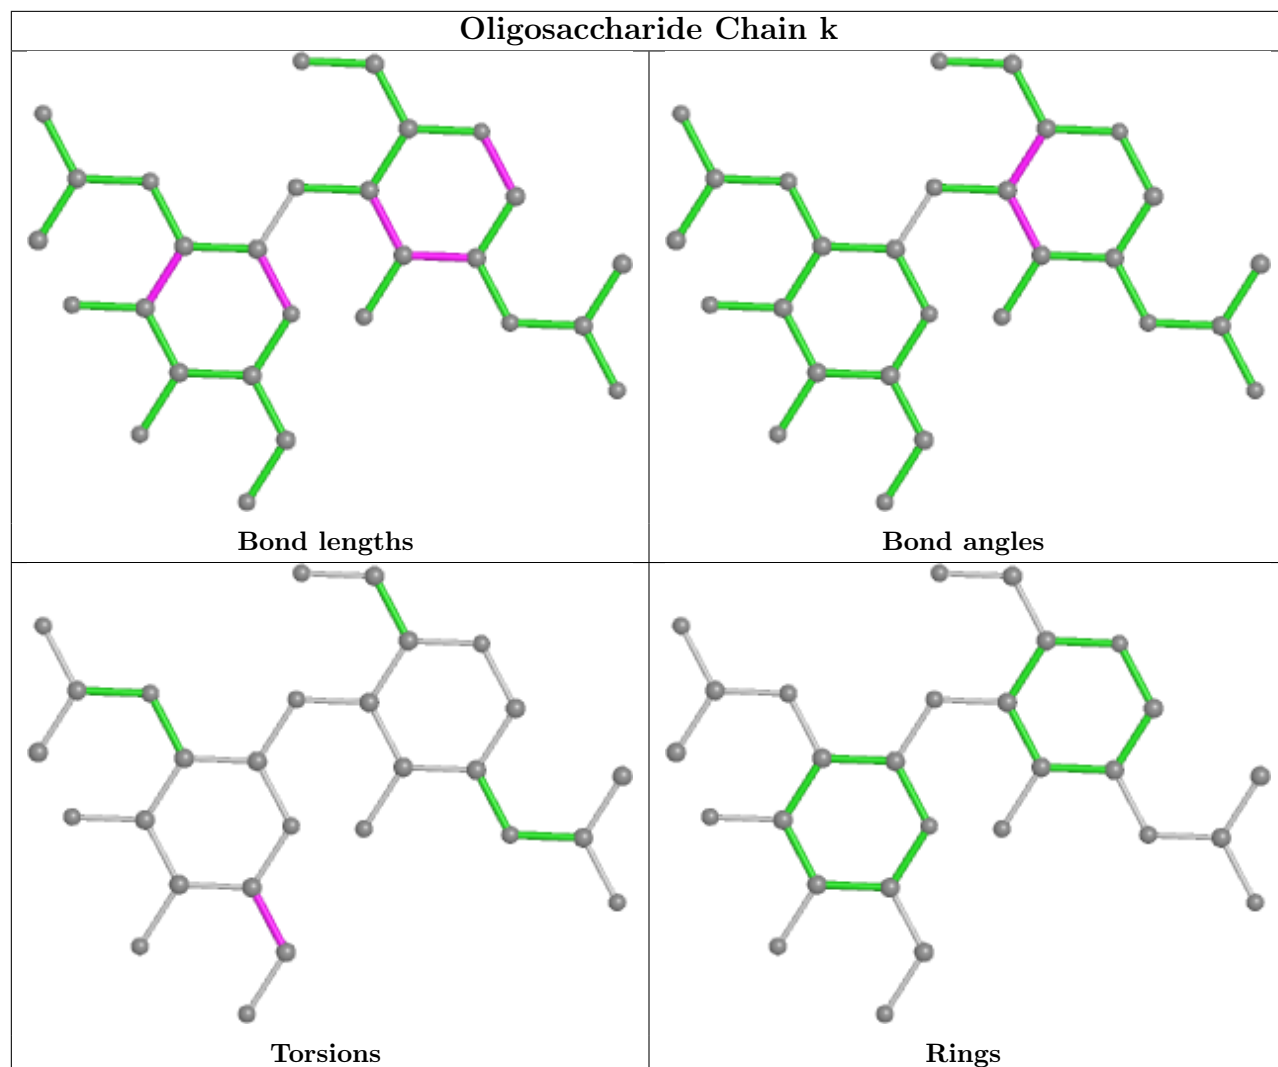 Oligosaccharide Chain k
Bond lengths
Bond angles
Torsions
Rings